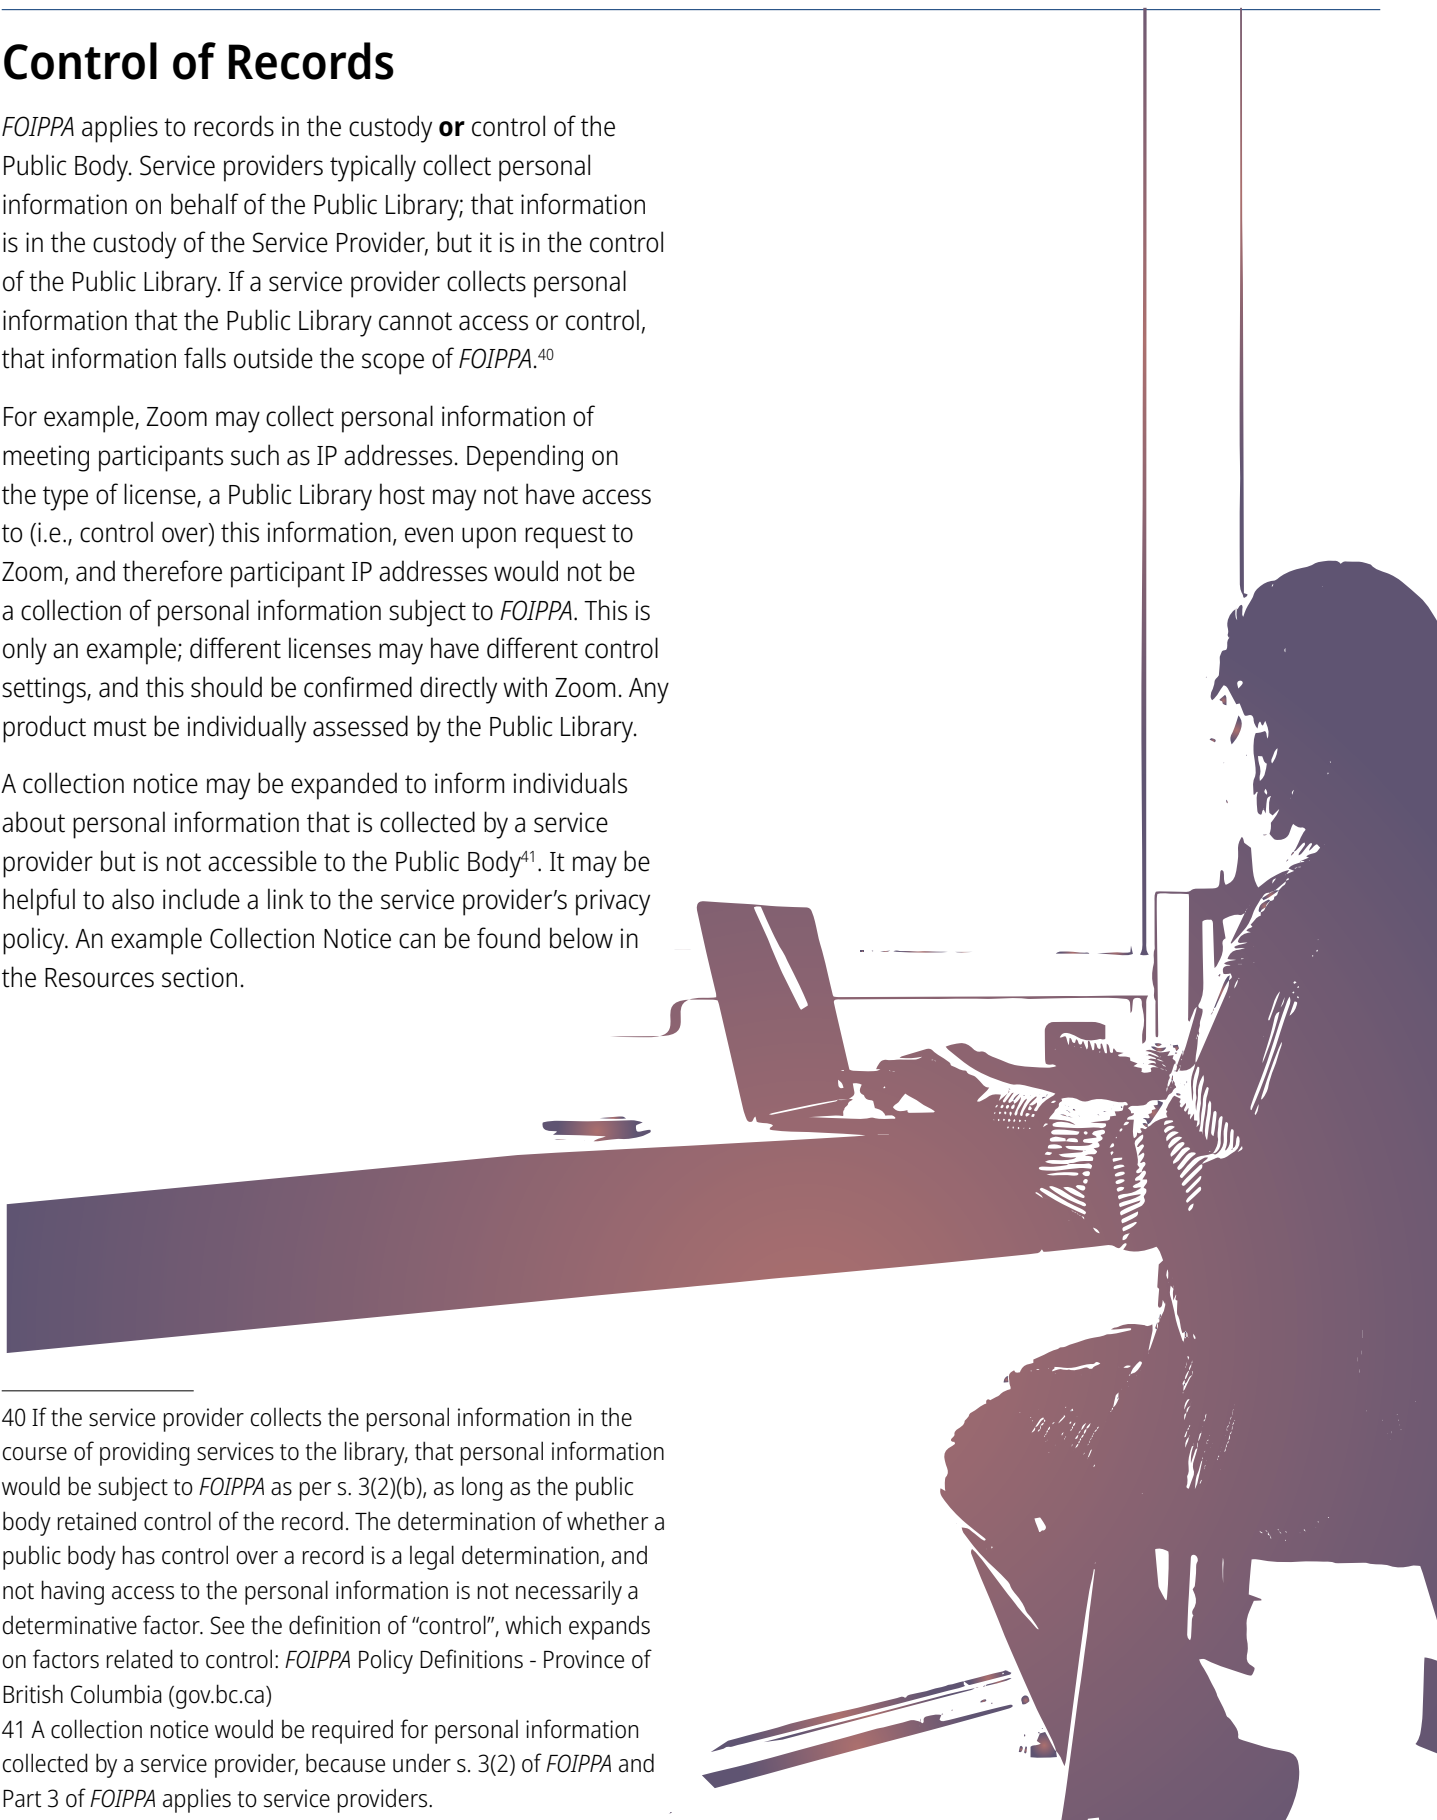 Control of Records
FOIPPA applies to records in the custody or control of the
Public Body. Service providers typically collect personal
information on behalf of the Public Library; that information
is in the custody of the Service Provider, but it is in the control
of the Public Library. If a service provider collects personal
information that the Public Library cannot access or control,
that information falls outside the scope of FOIPPA.40
For example, Zoom may collect personal information of
meeting participants such as IP addresses. Depending on
the type of license, a Public Library host may not have access
to (i.e., control over) this information, even upon request to
Zoom, and therefore participant IP addresses would not be
a collection of personal information subject to FOIPPA. This is
only an example; different licenses may have different control
settings, and this should be confirmed directly with Zoom. Any
product must be individually assessed by the Public Library.
A collection notice may be expanded to inform individuals
about personal information that is collected by a service
provider but is not accessible to the Public Body41. It may be
helpful to also include a link to the service provider’s privacy
policy. An example Collection Notice can be found below in
the Resources section.
40 If the service provider collects the personal information in the
course of providing services to the library, that personal information
would be subject to FOIPPA as per s. 3(2)(b), as long as the public
body retained control of the record. The determination of whether a
public body has control over a record is a legal determination, and
not having access to the personal information is not necessarily a
determinative factor. See the definition of “control”, which expands
on factors related to control: FOIPPA Policy Definitions - Province of
British Columbia (gov.bc.ca)
41 A collection notice would be required for personal information
collected by a service provider, because under s. 3(2) of FOIPPA and
Part 3 of FOIPPA applies to service providers.